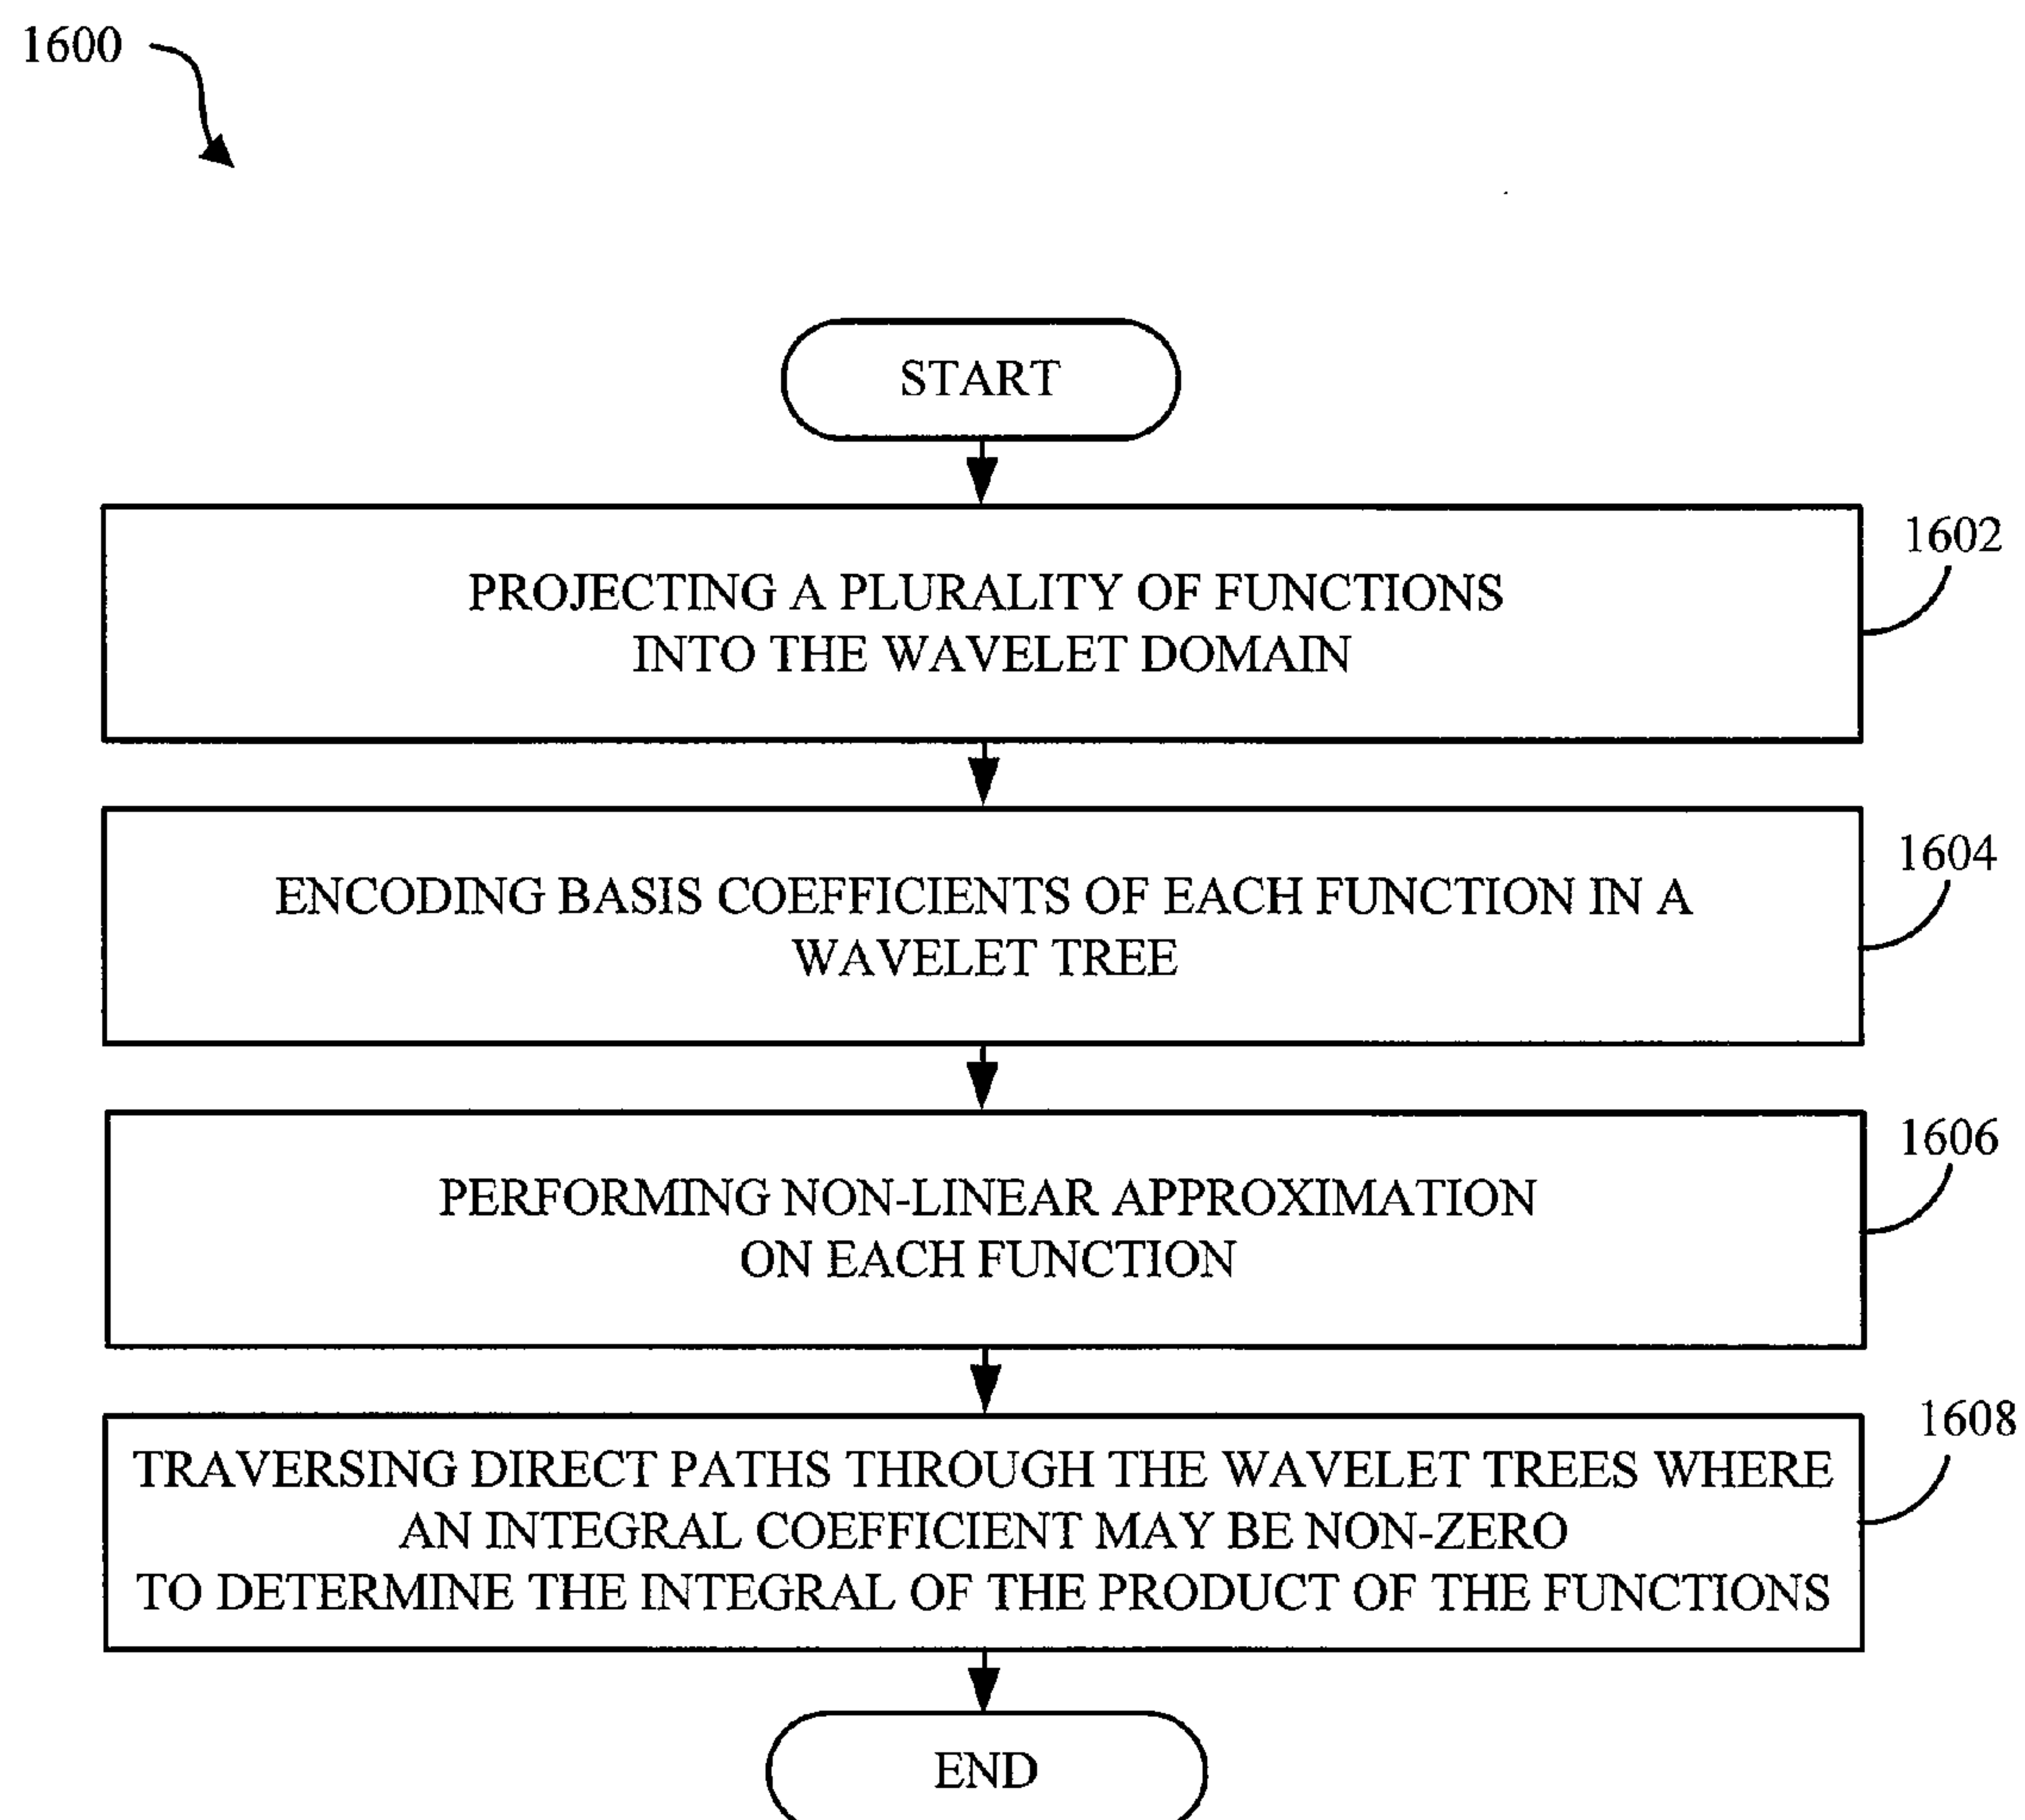 1600
START
1602
PROJECTING A PLURALITY OF FUNCTIONS
INTO THE WAVELET DOMAIN
1604
ENCODING BASIS COEFFICIENTS OF EACH FUNCTION IN A
WAVELET TREE
1606
PERFORMING NON-LINEAR APPROXIMATION
ON EACH FUNCTION
1608
TRAVERSING DIRECT PATHS THROUGH THE WAVELET TREES WHERE
AN INTEGRAL COEFFICIENT MAY BE NON-ZERO
TO DETERMINE THE INTEGRAL OF THE PRODUCT OF THE FUNCTIONS
END